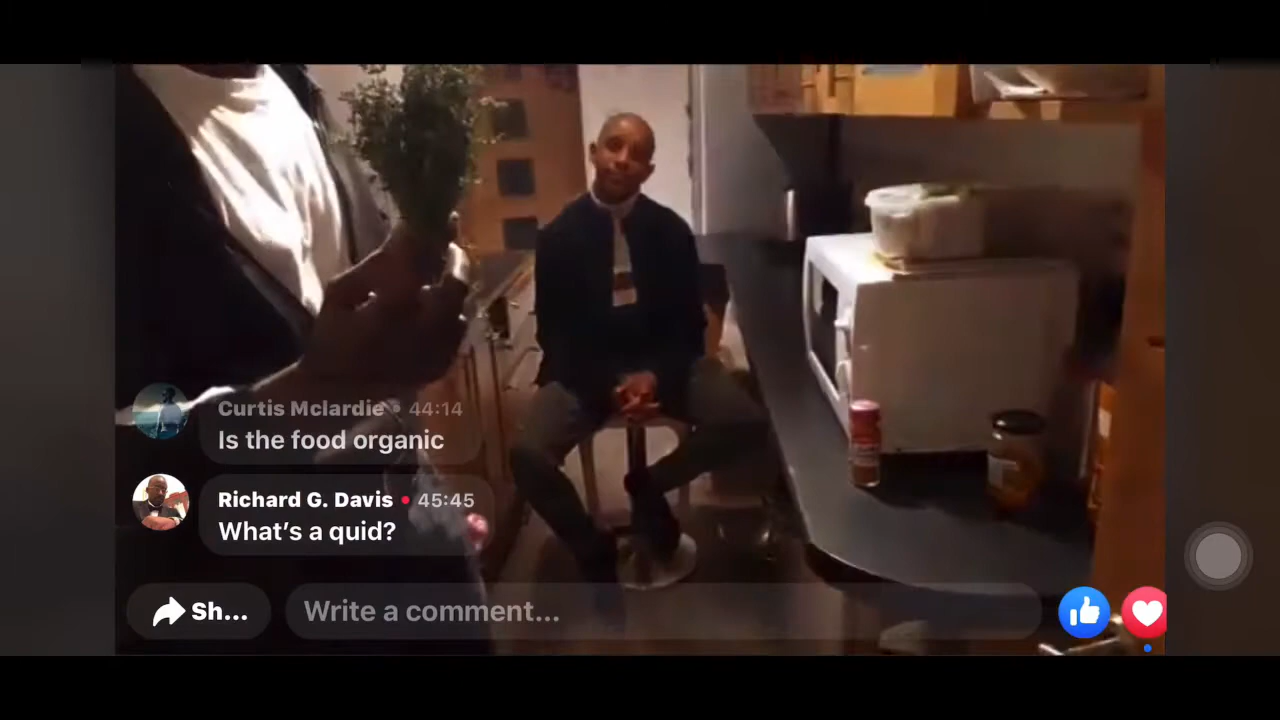 Curtis Mclardie • 44:14
Is the food organic
Richard G. Davis • 45:45
What's a quid?
Sh...
Write a comment...